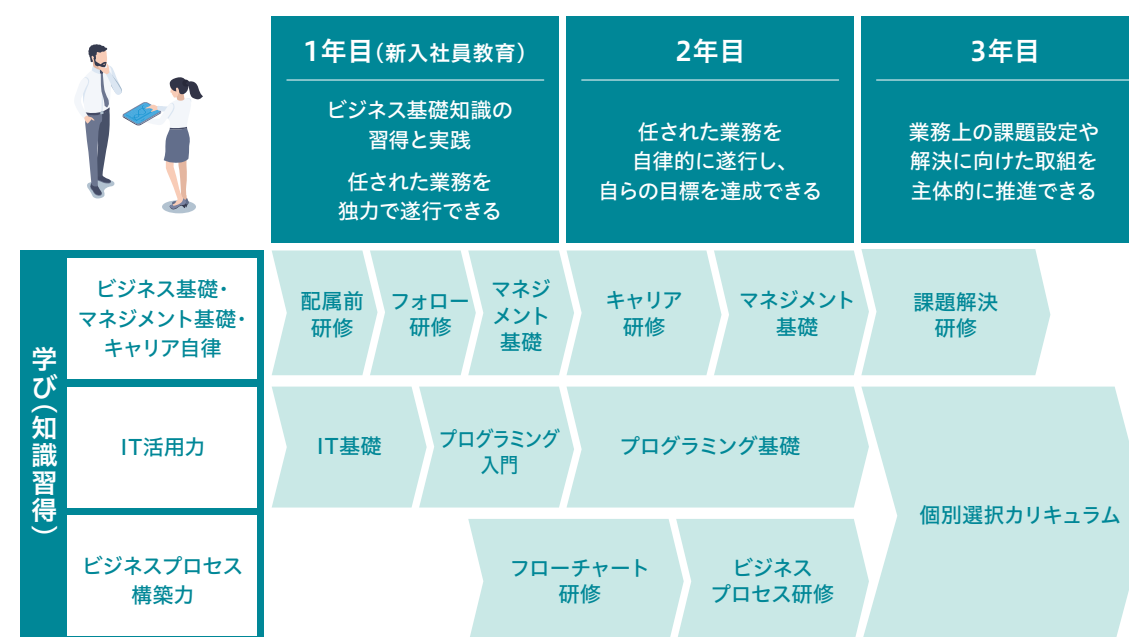 1年目(新入社員教育)
ビジネス基礎知識の
習得と実践
任された業務を
独力で遂行できる
2年目
任された業務を
自律的に遂行し、
自らの目標を達成できる
3年目
業務上の課題設定や
解決に向けた取組を
主体的に推進できる
学び(知識習得)
ビジネス基礎・
マネジメント基礎・
キャリア自律
配属前
研修
フォロー
研修
マネジ
メント
基礎
キャリア
研修
マネジメント
基礎
課題解決
研修
IT活用力
IT基礎
プログラミング
入門
プログラミング基礎
個別選択カリキュラム
ビジネスプロセス
構築力
フローチャート
研修
ビジネス
プロセス研修